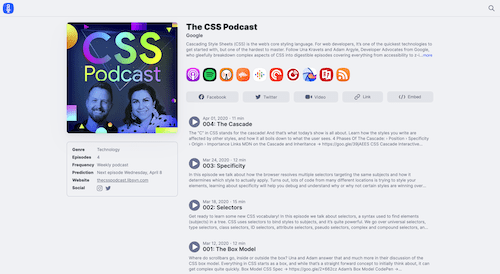 CSS
Podcast
The CSS Podcast
Google
Cascading Style Sheets (CSS) is the web's core styling language. For web developers, it's one of the quickest technologies to
get started with, but one of the hardest to master. Follow Una Kravets and Adam Argyle, Developer Advocates from Google,
who gleefully breakdown complex aspects of CSS into digestible episodes covering everything from accessibility to z-i...more
Facebook
Twitter
Video
Link
Embed
Genre Technology
Episodes 4
Frequency Weekly podcast
Prediction Next episode Wednesday, April 8
Website thecsspodcast.libsyn.com
Social
Apr 01, 2020 • 11 min
004: The Cascade
The "C" in CSS stands for the cascade! And that's today's show is all about. Learn how the styles you write are
affected by other styles, and how it all boils down to what the user sees. 4 Phases Of The Cascade: • Position • Specificity
• Origin • Importance Links MDN on the Cascade and Inheritance
CSS Cascade Interactive...
Mar 24, 2020 • 12 min
003: Specificity
In this episode we talk about how the browser resolves multiple selectors targeting the same subjects and how it
determines which style to actually apply. Turns out, lots of code from many different locations is trying to style your
elements, learning about specificity will help you debug and understand why or why not certain styles are winning over...
Mar 18, 2020 • 15 min
002: Selectors
Get ready to learn some new CSS vocabulary! In this episode we talk about selectors, a syntax used to find elements
(subjects) in a tree. CSS uses selectors to bind styles to subjects, and it's quite powerful. We go over universal selectors,
type selectors, class selectors, ID selectors, attribute selectors, pseudo selectors, complex and compound selectors, an...
Mar 12, 2020 • 12 min
001: The Box Model
Where do scrollbars go, inside or outside the box? Una and Adam answer that and much more in their discussion of the
CSS box model. Everything in CSS starts as a box, and while that's a straight forward concept to initially think about, it can
get complex quite quickly. Box Model CSS Spec
Adam's Box Model CodePen